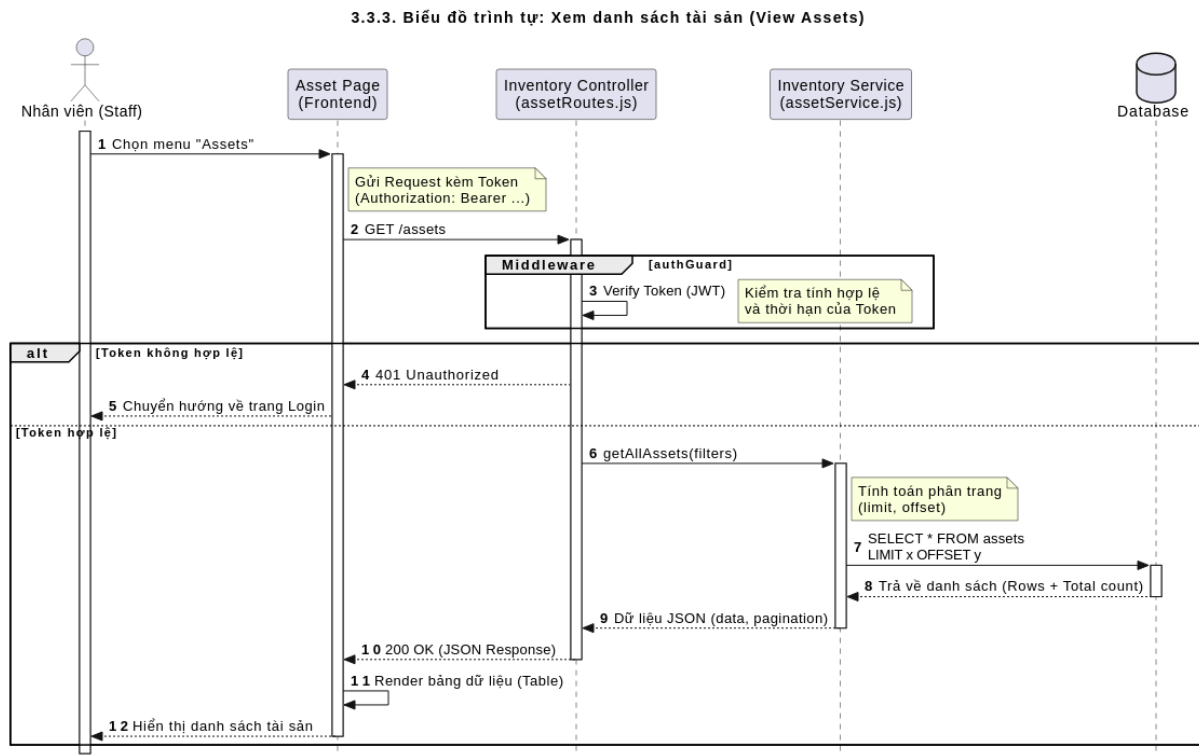 3.3.3. Biểu đồ trình tự: Xem danh sách tài sản (View Assets)
Nhân viên (Staff)
Asset Page
(Frontend)
Inventory Controller
(assetRoutes.js)
Inventory Service
(assetService.js)
Database
1 Chọn menu "Assets"
Gửi Request kèm Token
(Authorization: Bearer ...)
2 GET /assets
Middleware [authGuard]
3 Verify Token (JWT)
Kiểm tra tính hợp lệ
và thời hạn của Token
alt [Token không hợp lệ]
4 401 Unauthorized
5 Chuyển hướng về trang Login
[Token hợp lệ]
6 getAllAssets(filters)
Tính toán phân trang
(limit, offset)
7 SELECT * FROM assets
LIMIT x OFFSET y
8 Trả về danh sách (Rows + Total count)
9 Dữ liệu JSON (data, pagination)
10 200 OK (JSON Response)
11 Render bảng dữ liệu (Table)
12 Hiển thị danh sách tài sản